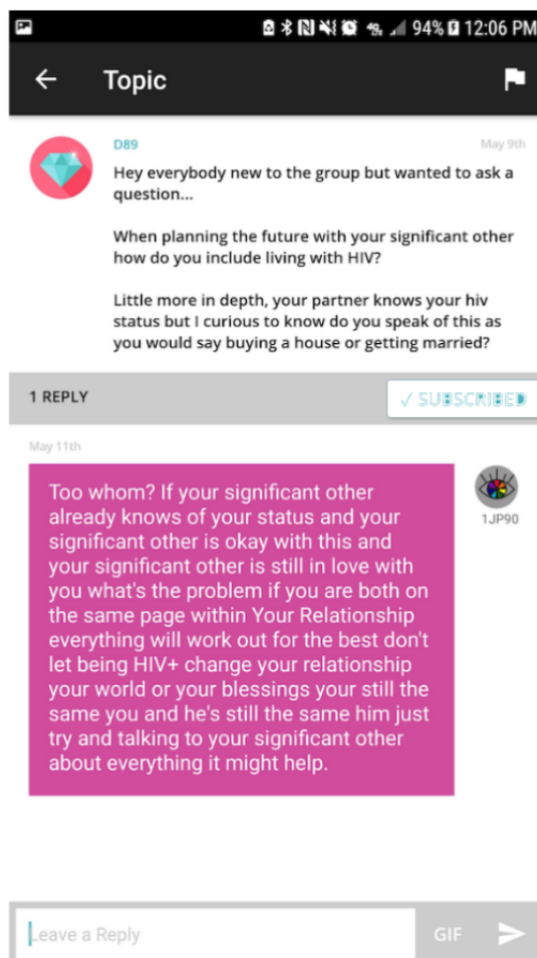 94% 12:06 PM
Topic
D89
May 9th
Hey everybody new to the group but wanted to ask a
question...
When planning the future with your significant other
how do you include living with HIV?
Little more in depth, your partner knows your hiv
status but I curious to know do you speak of this as
you would say buying a house or getting married?
1 REPLY
✓ SUBSCRIBED
May 11th
Too whom? If your significant other
already knows of your status and your
significant other is okay with this and
your significant other is still in love with
you what's the problem if you are both on
the same page within Your Relationship
everything will work out for the best don't
let being HIV+ change your relationship
your world or your blessings your still the
same you and he's still the same him just
try and talking to your significant other
about everything it might help.
1JP90
Leave a Reply
GIF